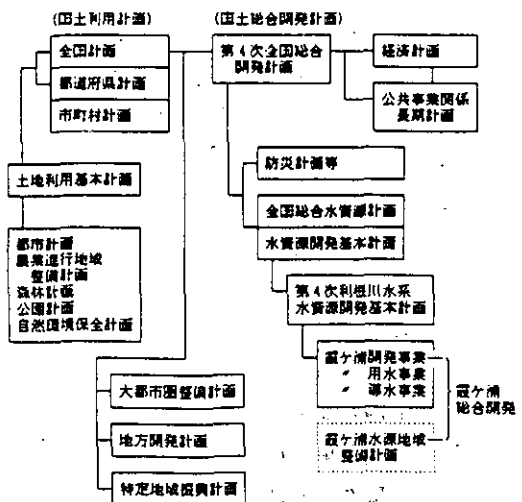 (国土利用計画)
全国計画
都道府県計画
市町村計画
土地利用基本計画
都市計画
農業進行地域
整備計画
森林計画
公園計画
自然環境保全計画
(国土総合開発計画)
第4次全国総合
開発計画
経済計画
公共事業関係
長期計画
防災計画等
全国総合水資源計画
水資源開発基本計画
第4次利根川水系
水資源開発基本計画
霞ケ浦開発事業
〃 用水事業
〃 導水事業
霞ケ浦水源地域
整備計画
霞ケ浦
総合開発
大都市圏整備計画
地方開発計画
特定地域振興計画